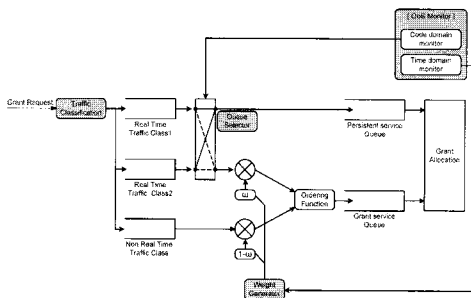 [ QoS Monitor ]
Code domain
monitor
Time domain
monitor
Grant Request
Traffic
Classification
Real Time
Traffic Class1
Queue
Selector
Persistent service
Queue
Grant
Allocation
Real Time
Traffic Class2
ω
Ordering
Function
Grant service
Queue
Non Real Time
Traffic Class
1-ω
Weight
Generator